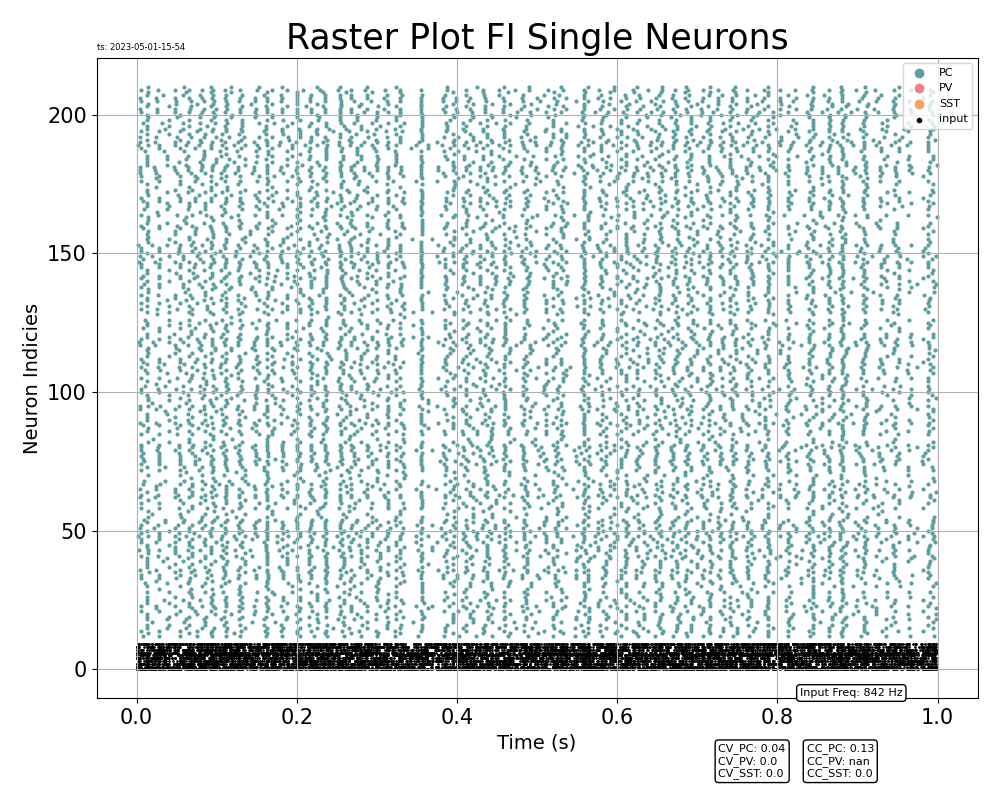 Raster Plot FI Single Neurons
ts: 2023-05-01-15-54
PC
PV
SST
input
200
150
100
50
0
Neuron Indicies
0.0 0.2 0.4 0.6 0.8 1.0
Time (s)
Input Freq: 842 Hz
CV_PC: 0.04
CV_PV: 0.0
CV_SST: 0.0
CC_PC: 0.13
CC_PV: nan
CC_SST: 0.0